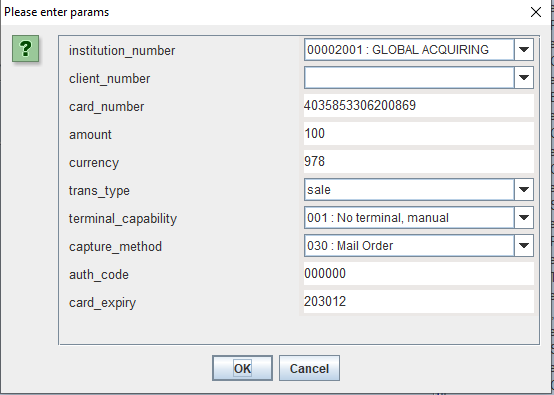 Please enter params
?
institution_number 00002001 : GLOBAL ACQUIRING
client_number
card_number 4035853306200869
amount 100
currency 978
trans_type sale
terminal_capability 001 : No terminal, manual
capture_method 030 : Mail Order
auth_code 000000
card_expiry 203012
OK Cancel